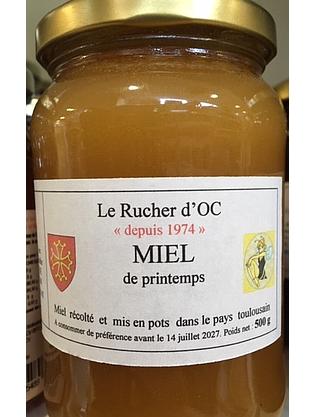 Le Rucher d'OC
« depuis 1974 »
MIEL
de printemps
Miel récolté et mis en pots dans le pays toulousain
A consommer de préférence avant le 14 juillet 2027. Poids net : 500 g